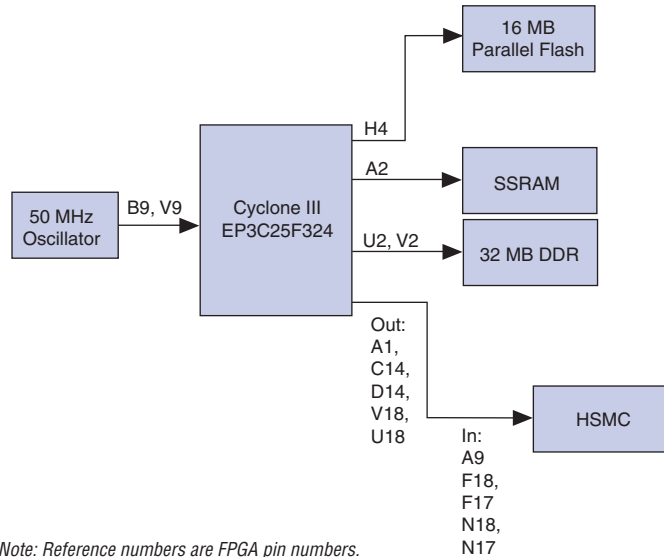 16 MB
Parallel Flash
H4
A2
SSRAM
50 MHz
Oscillator
B9, V9
Cyclone III
EP3C25F324
U2, V2
32 MB DDR
Out:
A1,
C14,
D14,
V18,
U18
HSMC
In:
A9
F18,
F17
N18,
N17
Note: Reference numbers are FPGA pin numbers.